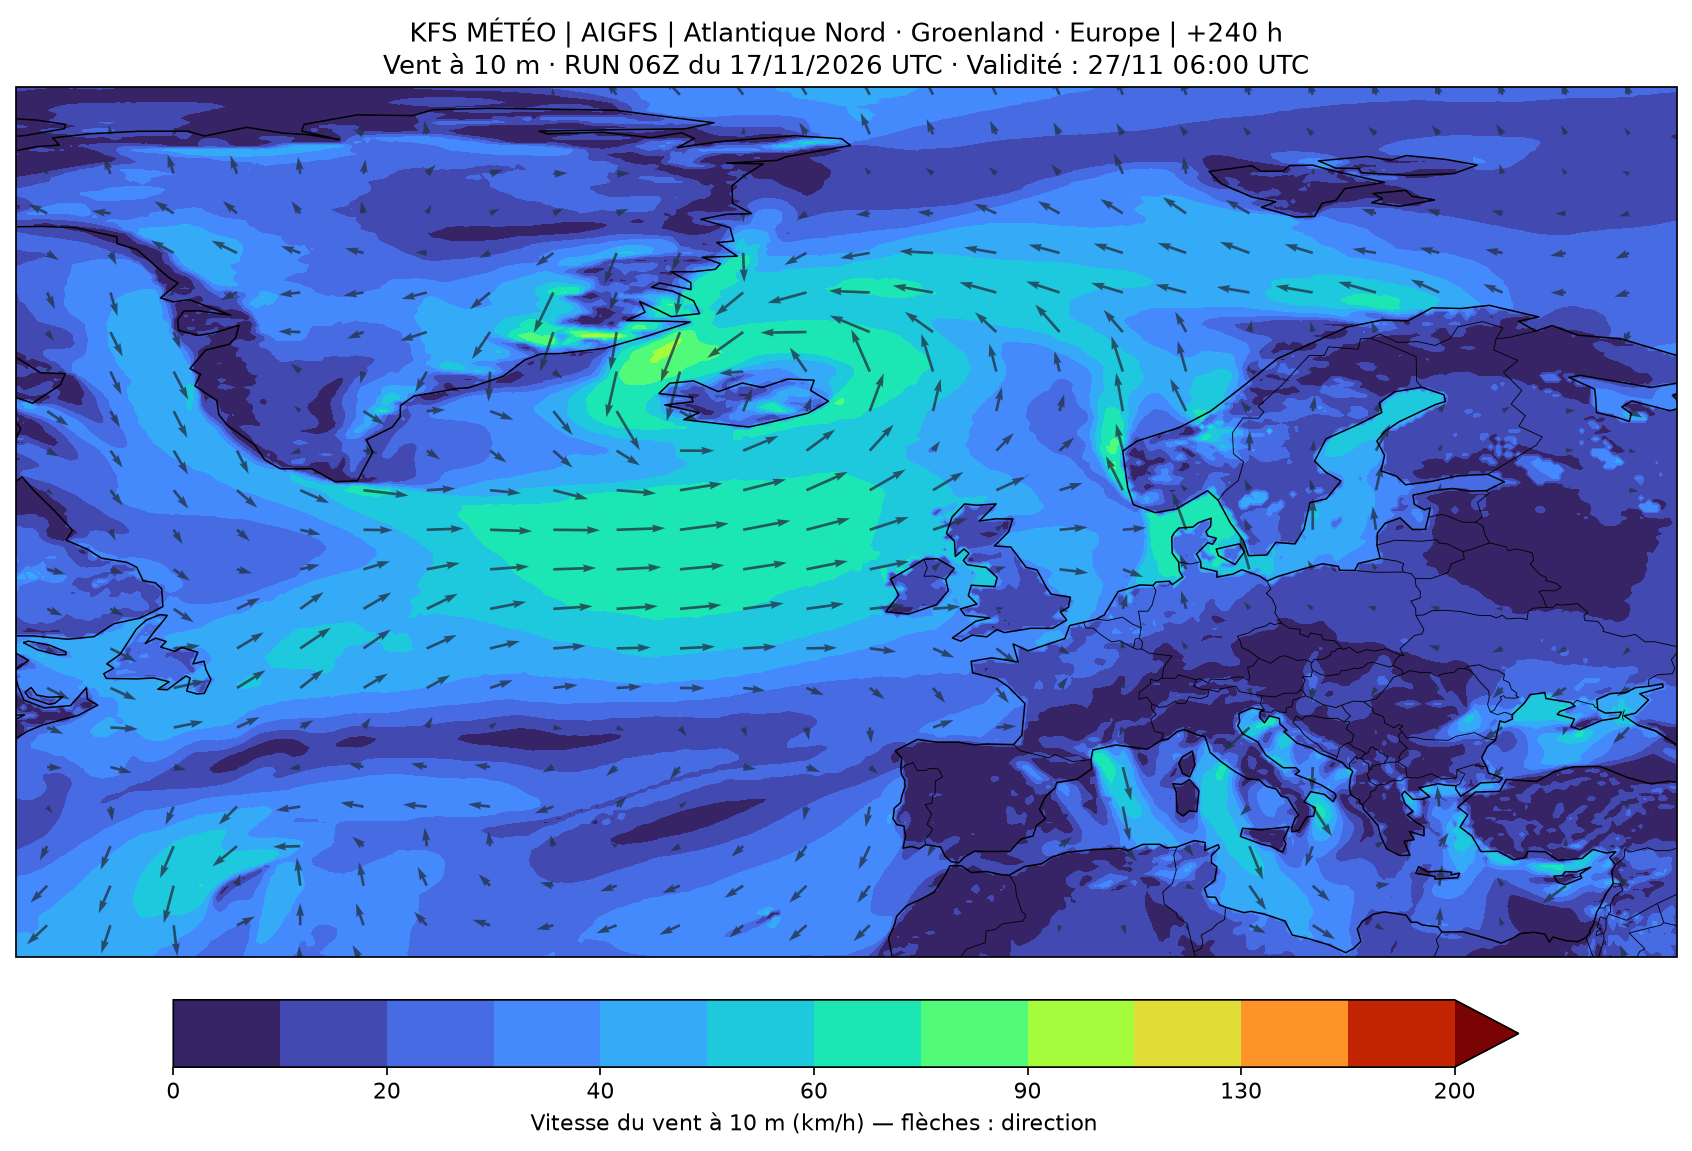 KFS MÉTÉO | AIGFS | Atlantique Nord · Groenland · Europe | +240 h
Vent à 10 m · RUN 06Z du 17/11/2026 UTC · Validité : 27/11 06:00 UTC
0 20 40 60 90 130 200
Vitesse du vent à 10 m (km/h) — flèches : direction